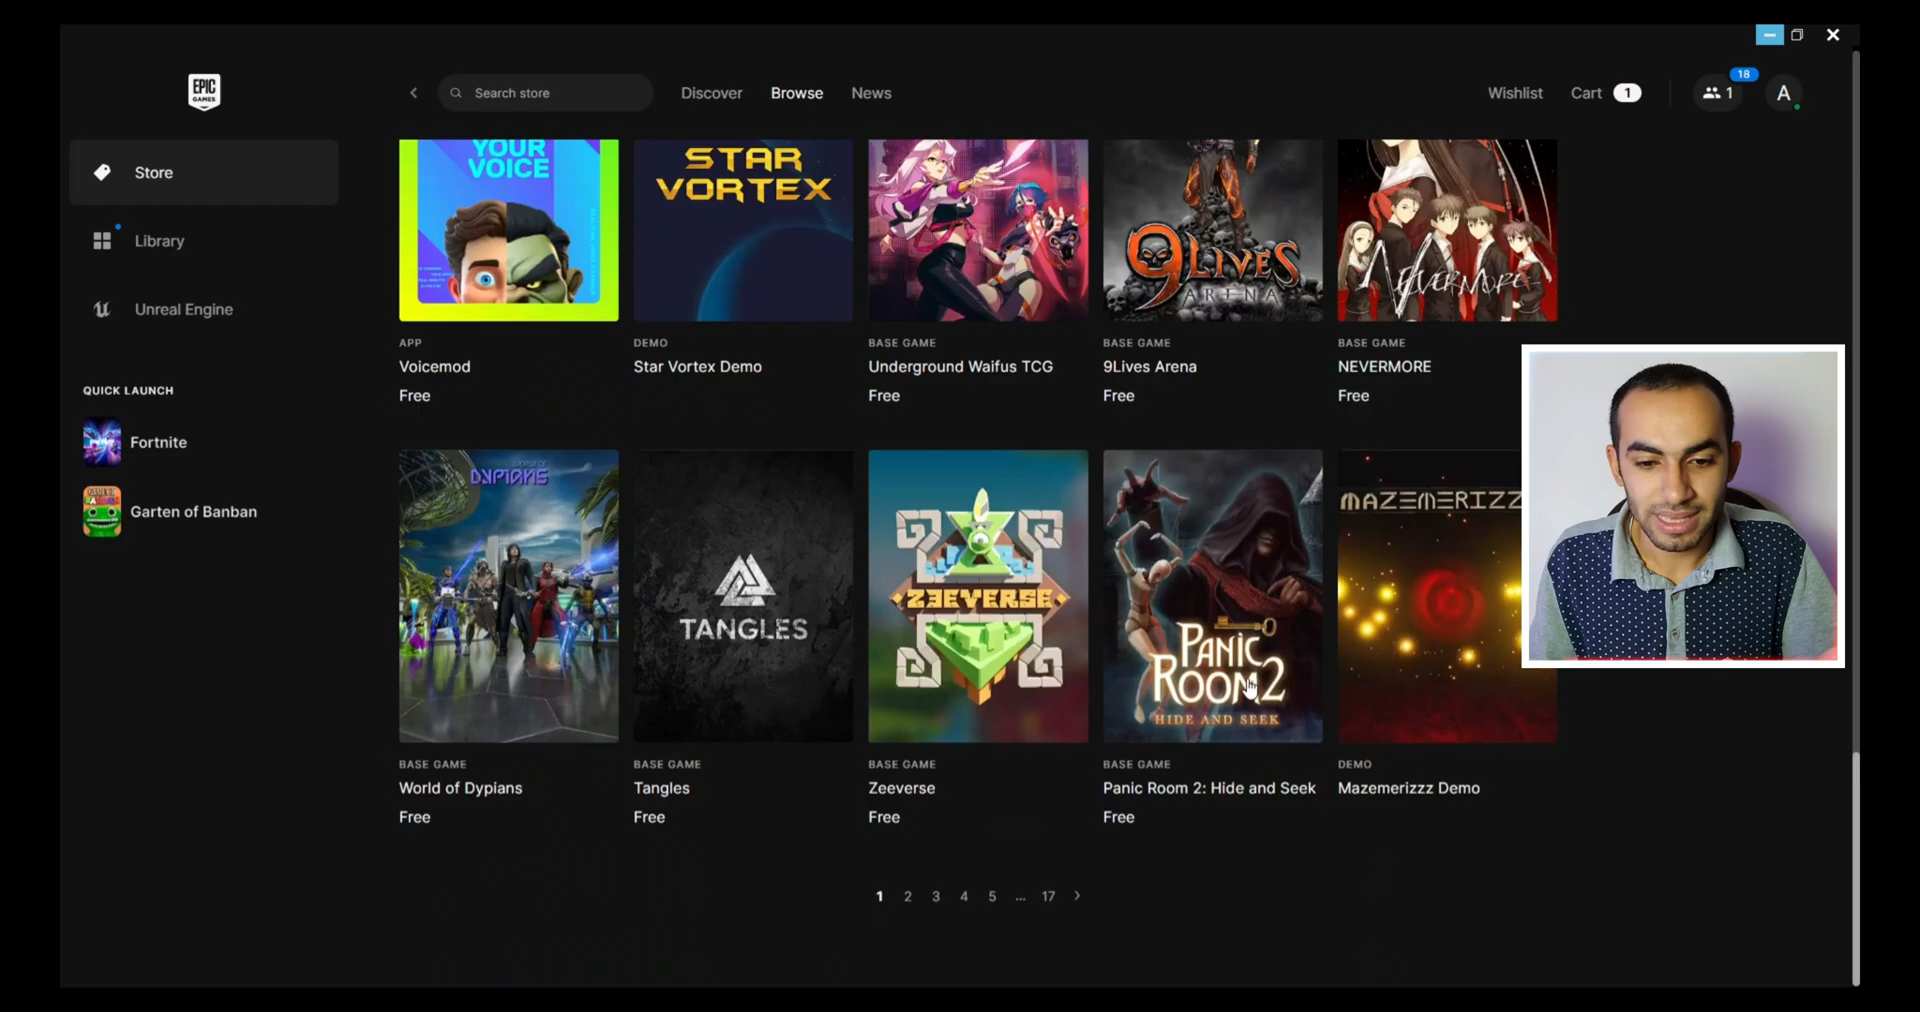 EPIC
GAMES
Search store
Discover
Browse
News
Wishlist
Cart
1
1
18
A
Store
Library
Unreal Engine
QUICK LAUNCH
Fortnite
Garten of Banban
YOUR
VOICE
STAR
VORTEX
9LIVES
ARENA
NEVERMORE
APP
Voicemod
Free
DEMO
Star Vortex Demo
BASE GAME
Underground Waifus TCG
Free
BASE GAME
9Lives Arena
Free
BASE GAME
NEVERMORE
Free
WORLD OF
DYPIANS
TANGLES
ZEEVERSE
PANIC
ROOM 2
HIDE AND SEEK
MAZEMERIZZ
BASE GAME
World of Dypians
Free
BASE GAME
Tangles
Free
BASE GAME
Zeeverse
Free
BASE GAME
Panic Room 2: Hide and Seek
Free
DEMO
Mazemerizzz Demo
1 2 3 4 5 ... 17 >